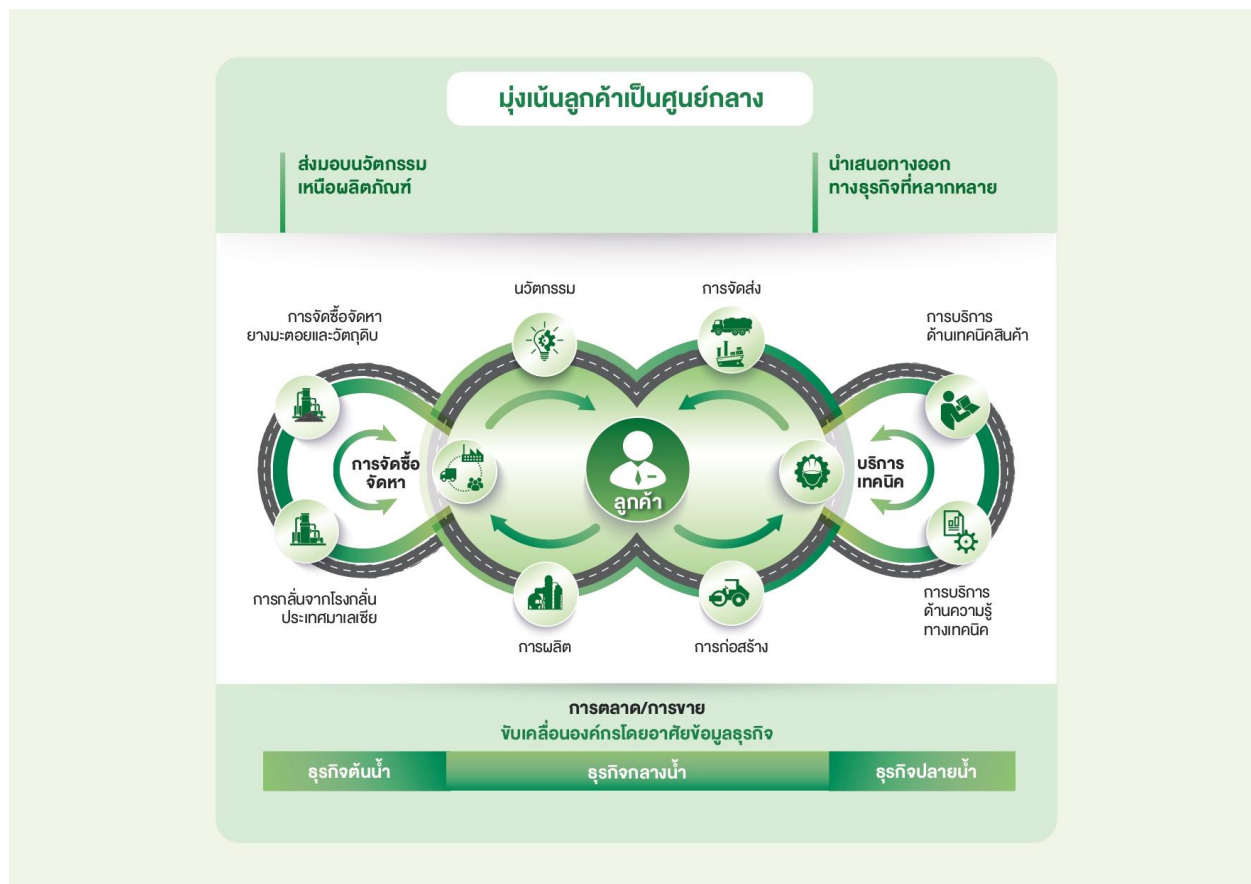 มุ่งเน้นลูกค้าเป็นศูนย์กลาง
ส่งมอบนวัตกรรม
เหนือผลิตภัณฑ์
นำเสนอทางออก
ทางธุรกิจที่หลากหลาย
นวัตกรรม
การจัดส่ง
การจัดซื้อจัดหา
ยางมะตอยและวัตถุดิบ
การบริการ
ด้านเทคนิคสินค้า
การจัดซื้อ
จัดหา
ลูกค้า
บริการ
เทคนิค
การกลั่นจากโรงกลั่น
ประเทศมาเลเซีย
การผลิต
การก่อสร้าง
การบริการ
ด้านความรู้
ทางเทคนิค
การตลาด/การขาย
ขับเคลื่อนองค์กรโดยอาศัยข้อมูลธุรกิจ
ธุรกิจต้นน้ำ
ธุรกิจกลางน้ำ
ธุรกิจปลายน้ำ